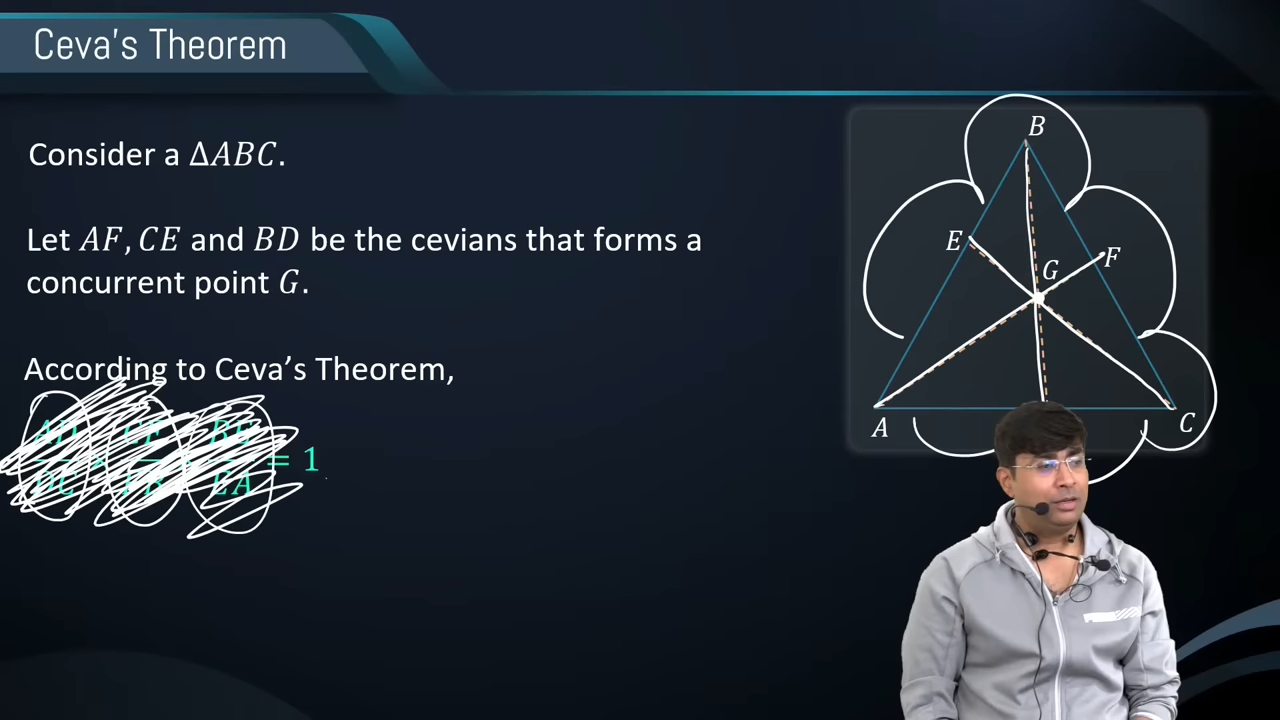 Ceva's Theorem
Consider a ΔABC.
Let AF, CE and BD be the cevians that forms a
concurrent point G.
According to Ceva's Theorem,
= 1
B
E
G
F
A
C